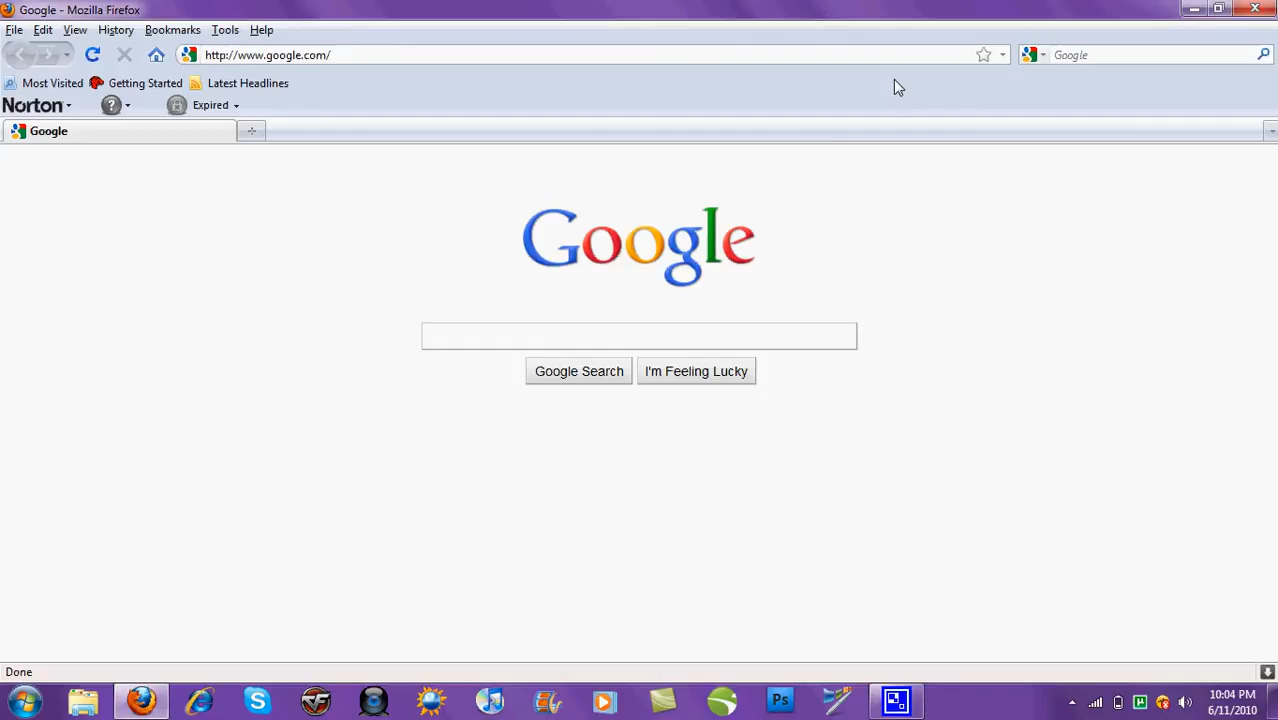 Google - Mozilla Firefox
File Edit View History Bookmarks Tools Help
http://www.google.com/ Google
Most Visited Getting Started Latest Headlines
Norton ? Expired
Google
Google
Google Search I'm Feeling Lucky
Done
Ps
10:04 PM
6/11/2010